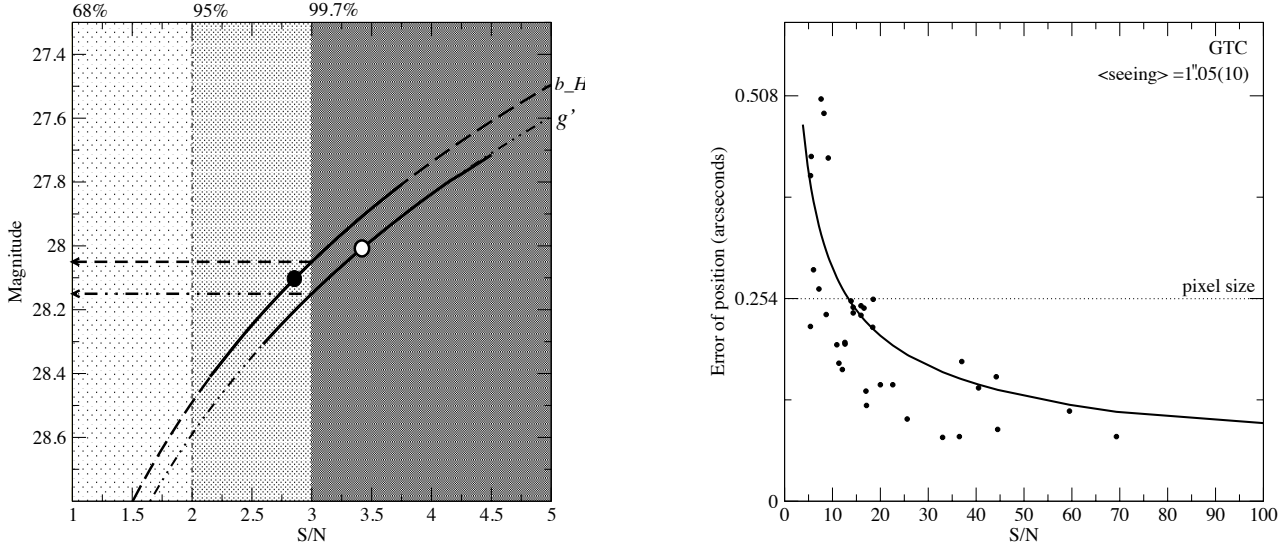 68% 95% 99.7%
27.4
27.6
27.8
28
28.2
28.4
28.6
Magnitude
b_H
g'
1 1.5 2 2.5 3 3.5 4 4.5 5
S/N
GTC
<seeing> =1".05(10)
0.508
0.254
0
Error of position (arcseconds)
pixel size
0 10 20 30 40 50 60 70 80 90 100
S/N